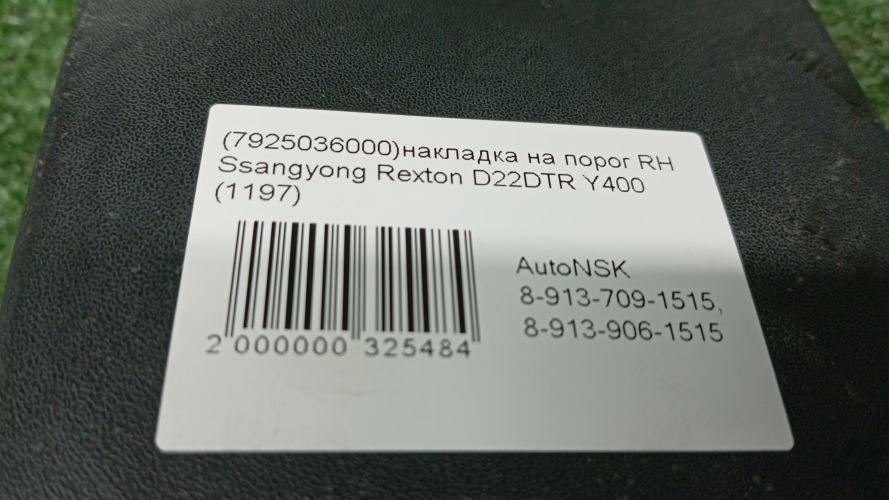 (7925036000)накладка на порог RH
Ssangyong Rexton D22DTR Y400
(1197)
AutoNSK
8-913-709-1515,
8-913-906-1515
2 000000 325484